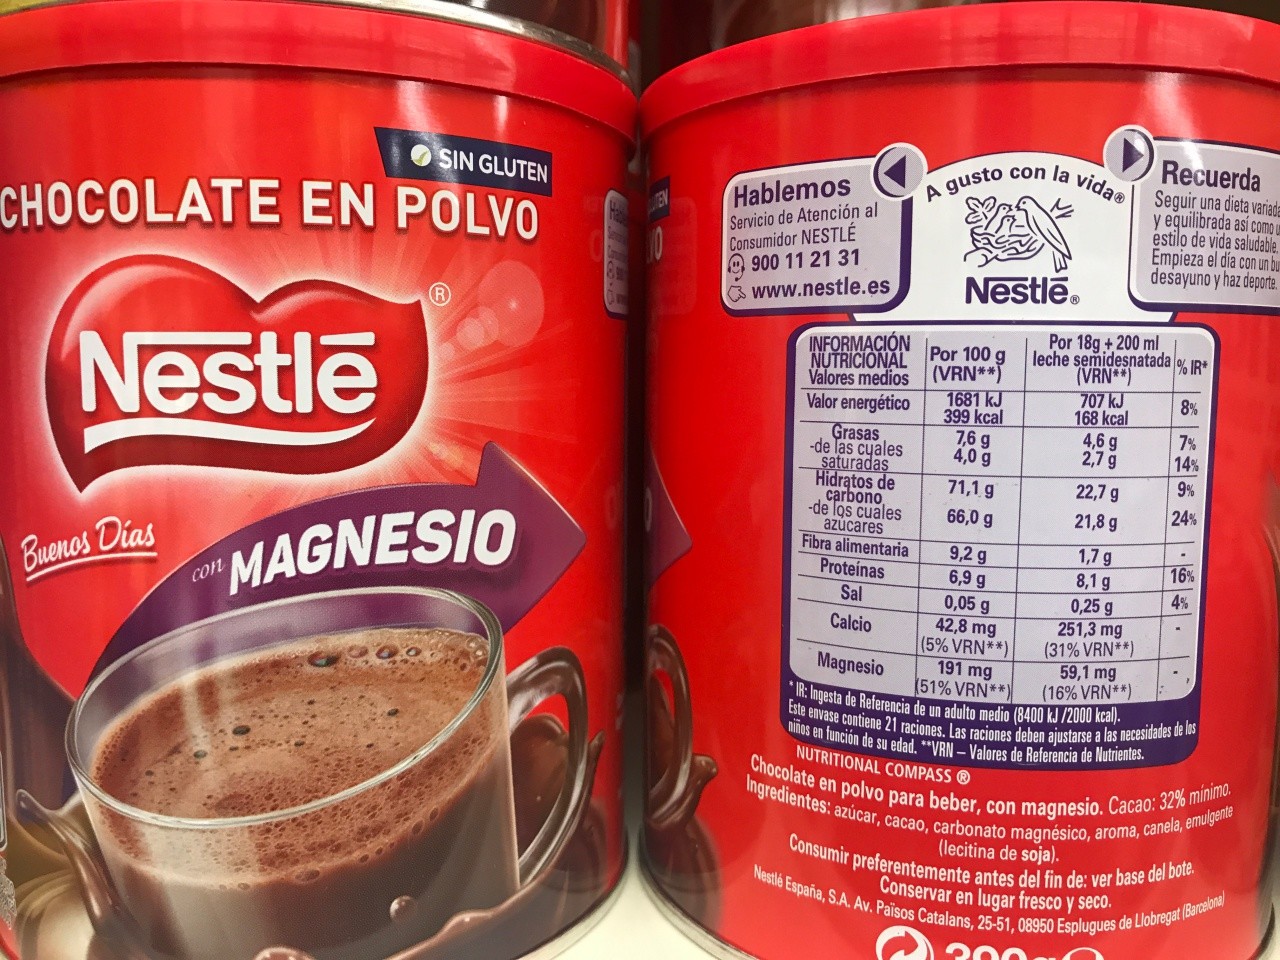 SIN GLUTEN
CHOCOLATE EN POLVO
Nestlé
®
Buenos Días
con MAGNESIO
Hablemos
Servicio de Atención al
Consumidor NESTLÉ
900 11 21 31
www.nestle.es
A gusto con la vida®
Nestlé®
Recuerda
Seguir una dieta variada
y equilibrada así como
estilo de vida saludable.
Empieza el día con un
desayuno y haz deporte.
INFORMACIÓN NUTRICIONAL Valores medios | Por 100 g (VRN**) | Por 18g + 200 ml leche semidesnatada (VRN**) | % IR*
Valor energético 1681 kJ 399 kcal 707 kJ 168 kcal 8%
Grasas 7,6 g 4,6 g 7%
-de las cuales saturadas 4,0 g 2,7 g 14%
Hidratos de carbono 71,1 g 22,7 g 9%
-de los cuales azúcares 66,0 g 21,8 g 24%
Fibra alimentaria 9,2 g 1,7 g -
Proteínas 6,9 g 8,1 g 16%
Sal 0,05 g 0,25 g 4%
Calcio 42,8 mg (5% VRN**) 251,3 mg (31% VRN**) -
Magnesio 191 mg (51% VRN**) 59,1 mg (16% VRN**) -
* IR: Ingesta de Referencia de un adulto medio (8400 kJ /2000 kcal).
Este envase contiene 21 raciones. Las raciones deben ajustarse a las necesidades de los
niños en función de su edad. **VRN – Valores de Referencia de Nutrientes.
NUTRITIONAL COMPASS ®
Chocolate en polvo para beber, con magnesio. Cacao: 32% mínimo.
Ingredientes: azúcar, cacao, carbonato magnésico, aroma, canela, emulgente
(lecitina de soja).
Consumir preferentemente antes del fin de: ver base del bote.
Conservar en lugar fresco y seco.
Nestlé España, S.A. Av. Països Catalans, 25-51, 08950 Esplugues de Llobregat (Barcelona)